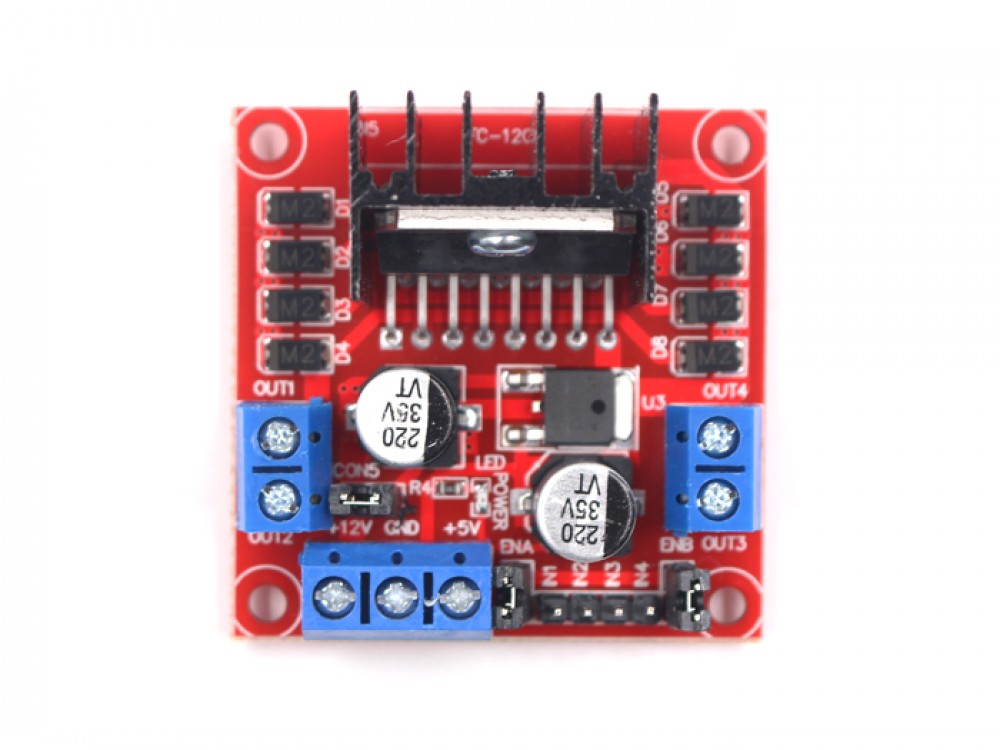 TC-12C
D1
M2
D5
M2
D2
M2
D6
M2
D3
M2
D7
M2
D4
M2
D8
M2
OUT1
OUT4
220
35V
VT
U3
CON5
R4
LED
POWER
220
35V
VT
OUT2
+12V
GND
+5V
ENA
ENB
OUT3
IN1
IN2
IN3
IN4